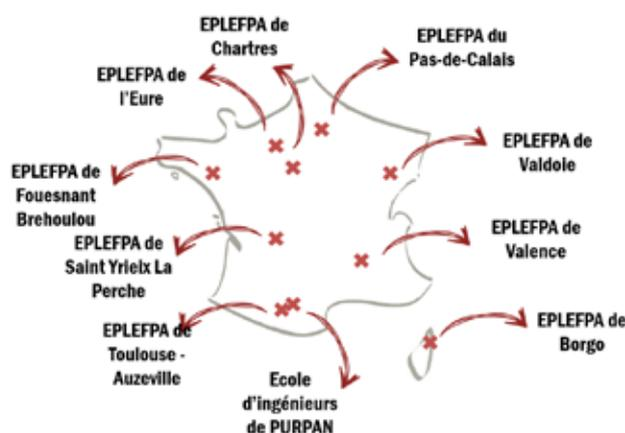 EPLEFPA de
Chartres
EPLEFPA du
Pas-de-Calais
EPLEFPA de
l'Eure
EPLEFPA de
Valdoie
EPLEFPA de
Fouesnant
Brehoulou
EPLEFPA de
Saint Yrieix La
Perche
EPLEFPA de
Valence
EPLEFPA de
Toulouse -
Auzeville
EPLEFPA de
Borgo
Ecole
d'ingénieurs
de PURPAN